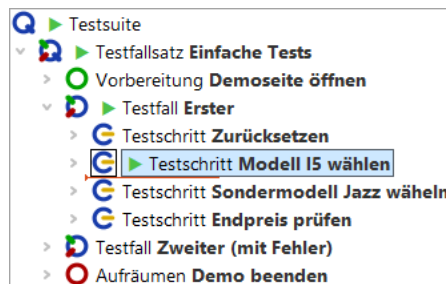 Testsuite
Testfallsatz Einfache Tests
Vorbereitung Demoseite öffnen
Testfall Erster
Testschritt Zurücksetzen
Testschritt Modell I5 wählen
Testschritt Sondermodell Jazz wäheln
Testschritt Endpreis prüfen
Testfall Zweiter (mit Fehler)
Aufräumen Demo beenden